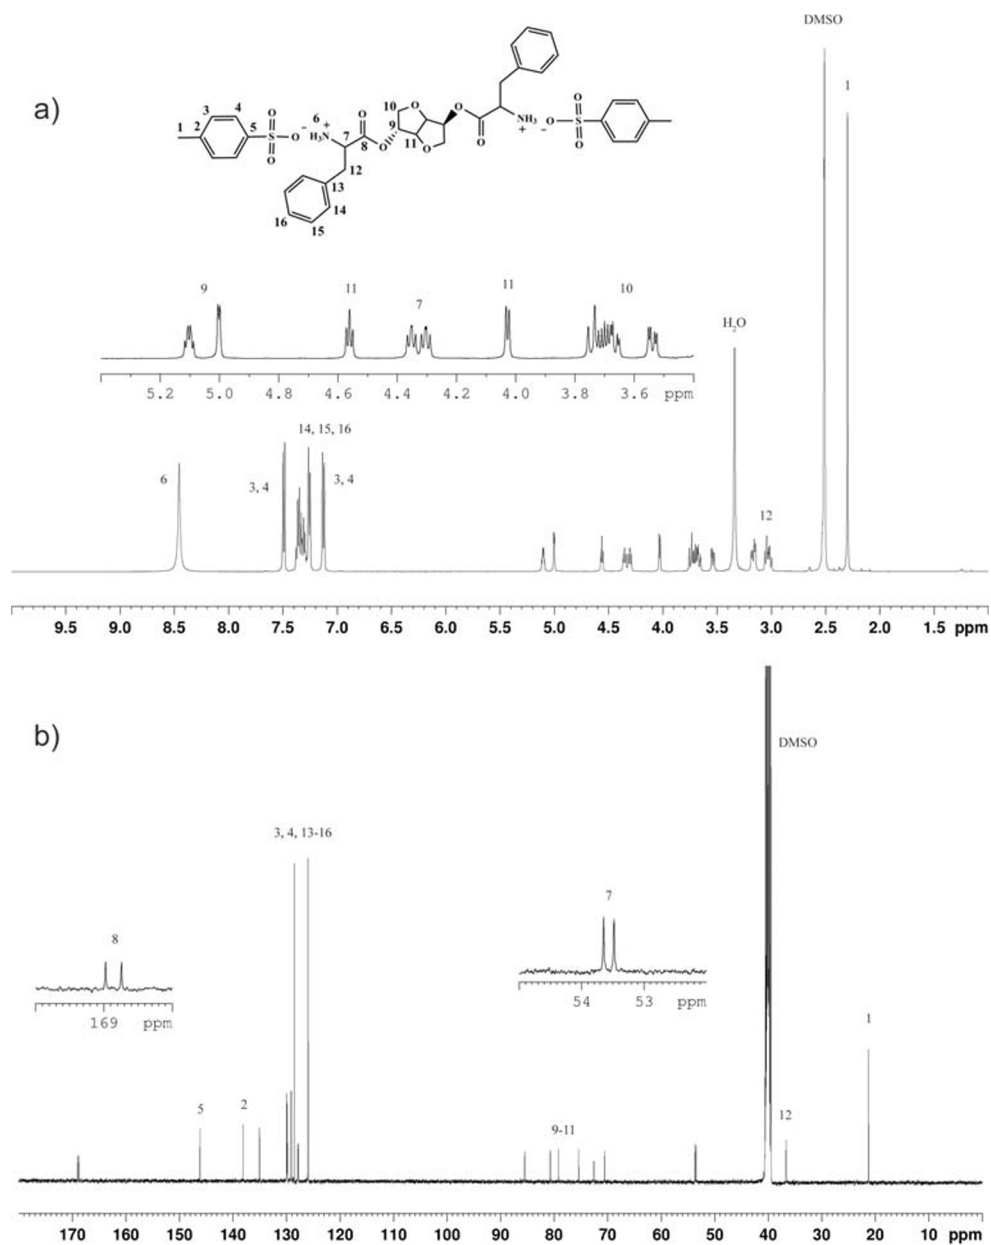 DMSO
a)
1
10
O
O
NH₃
+
−
O
O
S
O
3
4
O
1
2
5
S
O
O
−
6
+
H₃N
7
O
8
O
9
11
O
12
13
14
15
16
9
11
7
11
10
H₂O
5.2 5.0 4.8 4.6 4.4 4.2 4.0 3.8 3.6 ppm
14, 15, 16
6
3, 4
3, 4
12
9.5 9.0 8.5 8.0 7.5 7.0 6.5 6.0 5.5 5.0 4.5 4.0 3.5 3.0 2.5 2.0 1.5 ppm
b)
DMSO
3, 4, 13-16
8
7
169 ppm
54 53 ppm
1
5
2
9-11
12
170 160 150 140 130 120 110 100 90 80 70 60 50 40 30 20 10 ppm